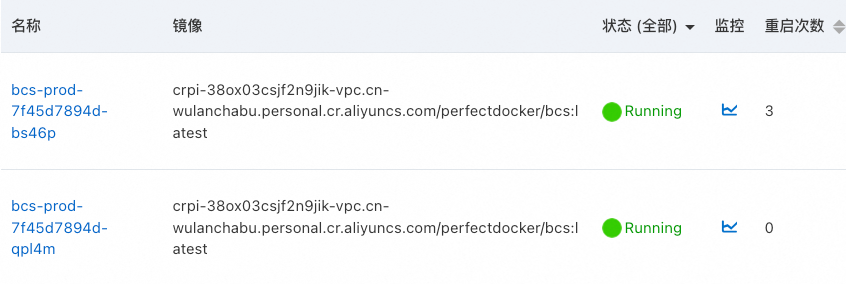 名称 镜像 状态 (全部) 监控 重启次数
bcs-prod-
7f45d7894d-
bs46p
crpi-38ox03csjf2n9jik-vpc.cn-
wulanchabu.personal.cr.aliyuncs.com/perfectdocker/bcs:l
atest
Running
3
bcs-prod-
7f45d7894d-
qpl4m
crpi-38ox03csjf2n9jik-vpc.cn-
wulanchabu.personal.cr.aliyuncs.com/perfectdocker/bcs:l
atest
Running
0